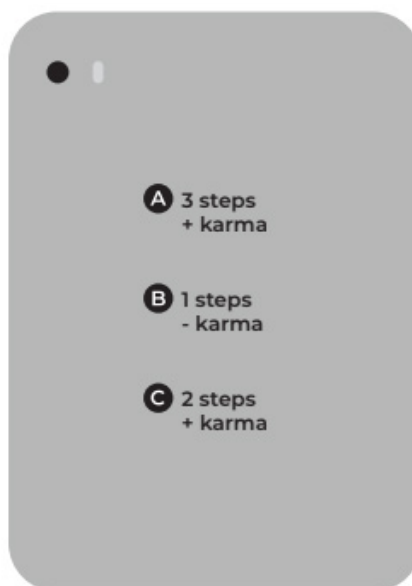 A 3 steps
+ karma
B 1 steps
- karma
C 2 steps
+ karma